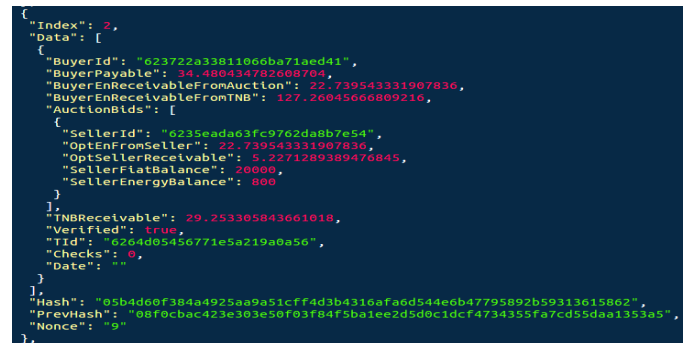 {
"Index": 2,
"Data": [
{
"BuyerId": "623722a33811066ba71aed41",
"BuyerPayable": 34.480434782608704,
"BuyerEnReceivableFromAuction": 22.739543331907836,
"BuyerEnReceivableFromTNB": 127.26045666809216,
"AuctionBids": [
{
"SellerId": "6235eada63fc9762da8b7e54",
"OptEnFromSeller": 22.739543331907836,
"OptSellerReceivable": 5.2271289389476845,
"SellerFiatBalance": 20000,
"SellerEnergyBalance": 800
}
],
"TNBReceivable": 29.253305843661018,
"Verified": true,
"TId": "6264d05456771e5a219a0a56",
"Checks": 0,
"Date": ""
}
],
"Hash": "05b4d60f384a4925aa9a51cff4d3b4316afa6d544e6b47795892b59313615862",
"PrevHash": "08f0cbac423e303e50f03f84f5ba1ee2d5d0c1dcf4734355fa7cd55daa1353a5",
"Nonce": "9"
},